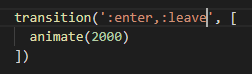 transition(':enter,:leave', [
  animate(2000)
])